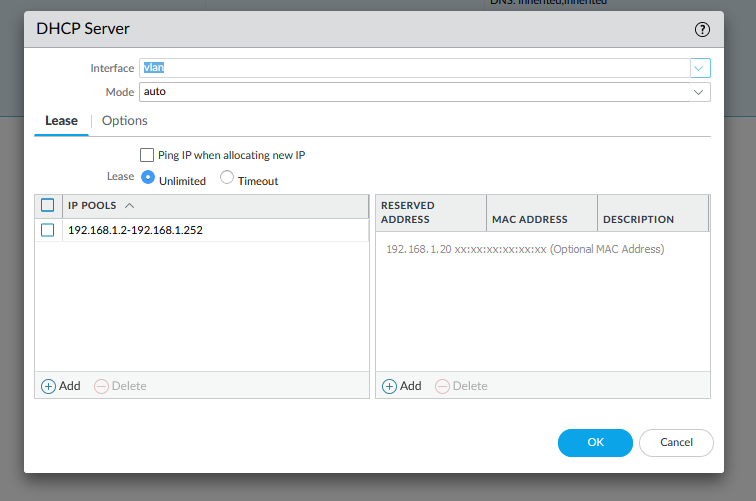 DNS: Inherited,Inherited
DHCP Server
Interface vlan
Mode auto
Lease Options
Ping IP when allocating new IP
Lease Unlimited Timeout
IP POOLS
RESERVED ADDRESS MAC ADDRESS DESCRIPTION
192.168.1.2-192.168.1.252
192.168.1.20 xx:xx:xx:xx:xx:xx (Optional MAC Address)
Add Delete Add Delete
OK Cancel